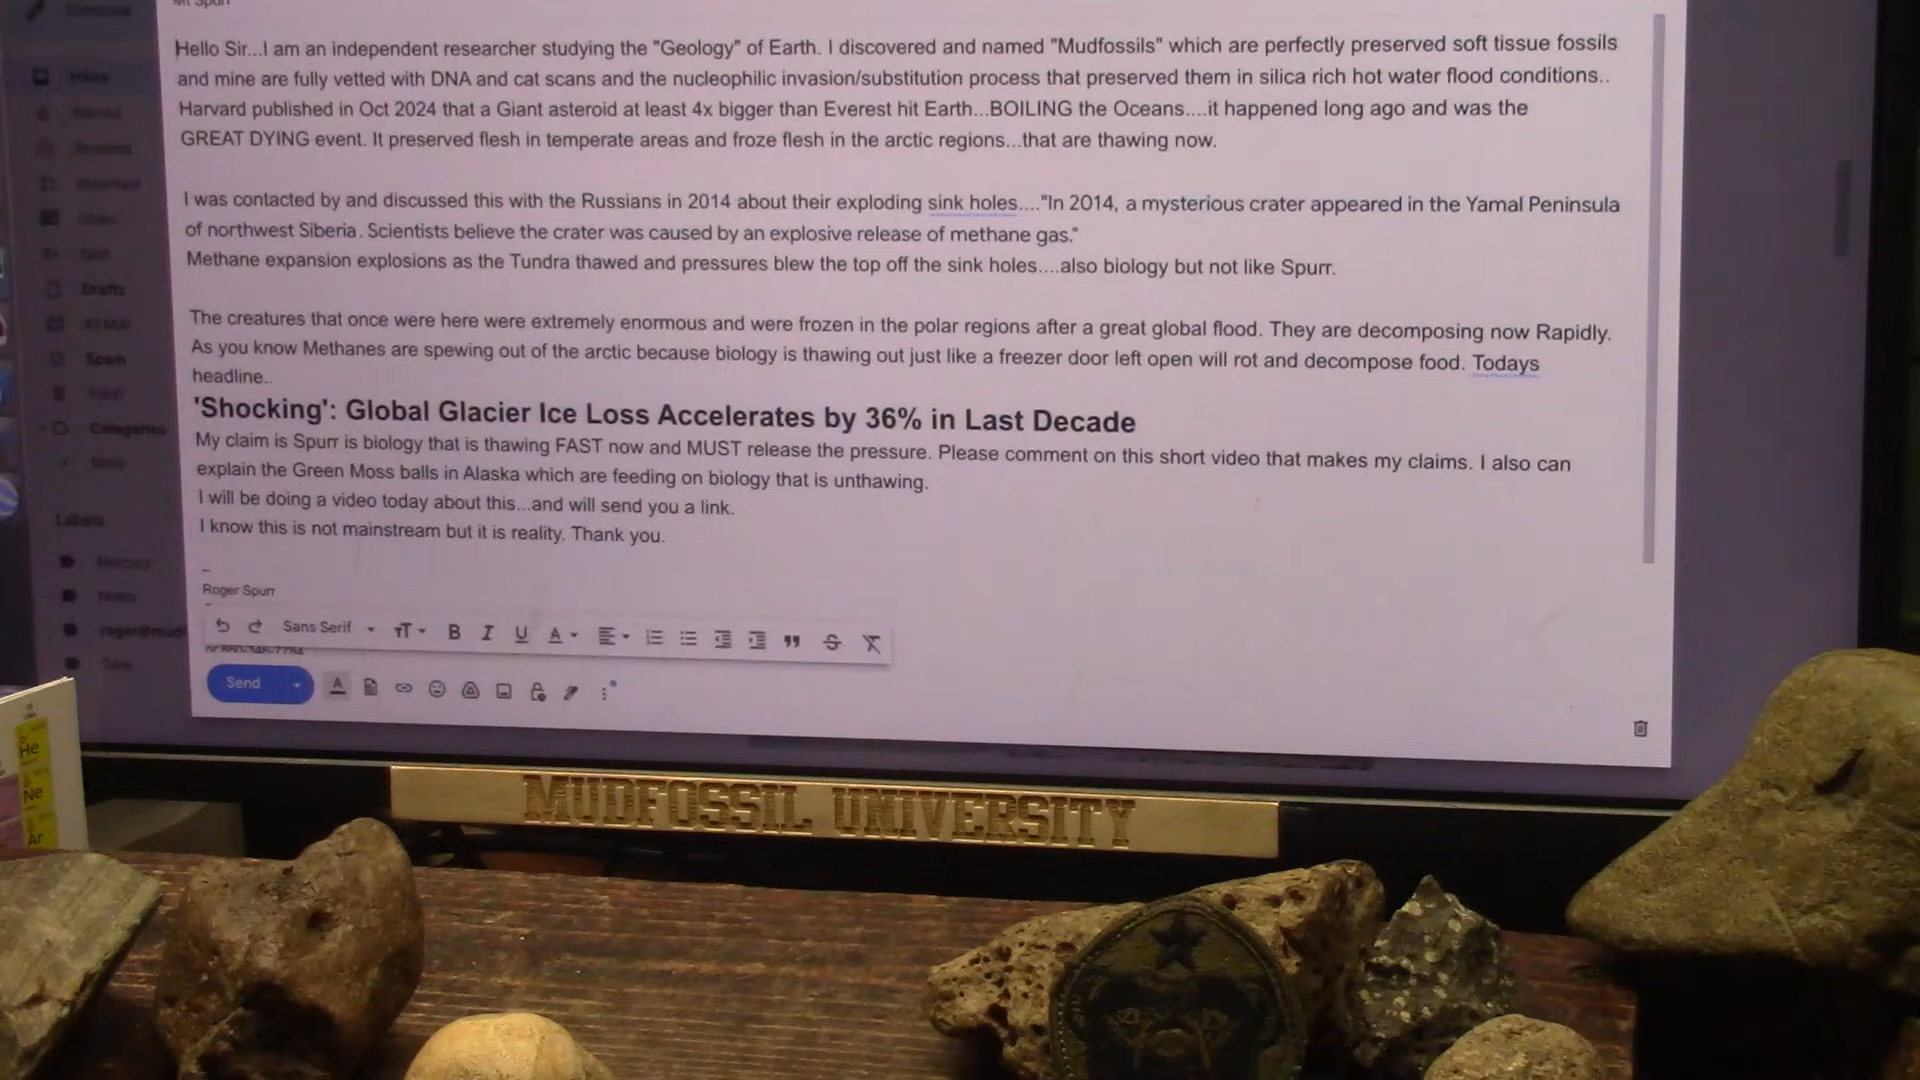 Mt Spurr
Hello Sir...I am an independent researcher studying the "Geology" of Earth. I discovered and named "Mudfossils" which are perfectly preserved soft tissue fossils
and mine are fully vetted with DNA and cat scans and the nucleophilic invasion/substitution process that preserved them in silica rich hot water flood conditions..
Harvard published in Oct 2024 that a Giant asteroid at least 4x bigger than Everest hit Earth...BOILING the Oceans....it happened long ago and was the
GREAT DYING event. It preserved flesh in temperate areas and froze flesh in the arctic regions...that are thawing now.
I was contacted by and discussed this with the Russians in 2014 about their exploding sink holes...."In 2014, a mysterious crater appeared in the Yamal Peninsula
of northwest Siberia. Scientists believe the crater was caused by an explosive release of methane gas."
Methane expansion explosions as the Tundra thawed and pressures blew the top off the sink holes....also biology but not like Spurr.
The creatures that once were here were extremely enormous and were frozen in the polar regions after a great global flood. They are decomposing now Rapidly.
As you know Methanes are spewing out of the arctic because biology is thawing out just like a freezer door left open will rot and decompose food. Todays
headline..
'Shocking': Global Glacier Ice Loss Accelerates by 36% in Last Decade
My claim is Spurr is biology that is thawing FAST now and MUST release the pressure. Please comment on this short video that makes my claims. I also can
explain the Green Moss balls in Alaska which are feeding on biology that is unthawing.
I will be doing a video today about this...and will send you a link.
I know this is not mainstream but it is reality. Thank you.
--
Roger Spurr
Sans Serif
Send
Inbox
Drafts
Spam
Categories
Labels
He
Ne
Ar
MUDFOSSIL UNIVERSITY